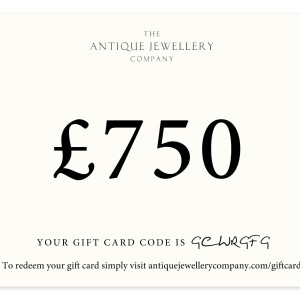 THE
ANTIQUE JEWELLERY
COMPANY
£750
YOUR GIFT CARD CODE IS GCWRGFG
To redeem your gift card simply visit antiquejewellerycompany.com/giftcard